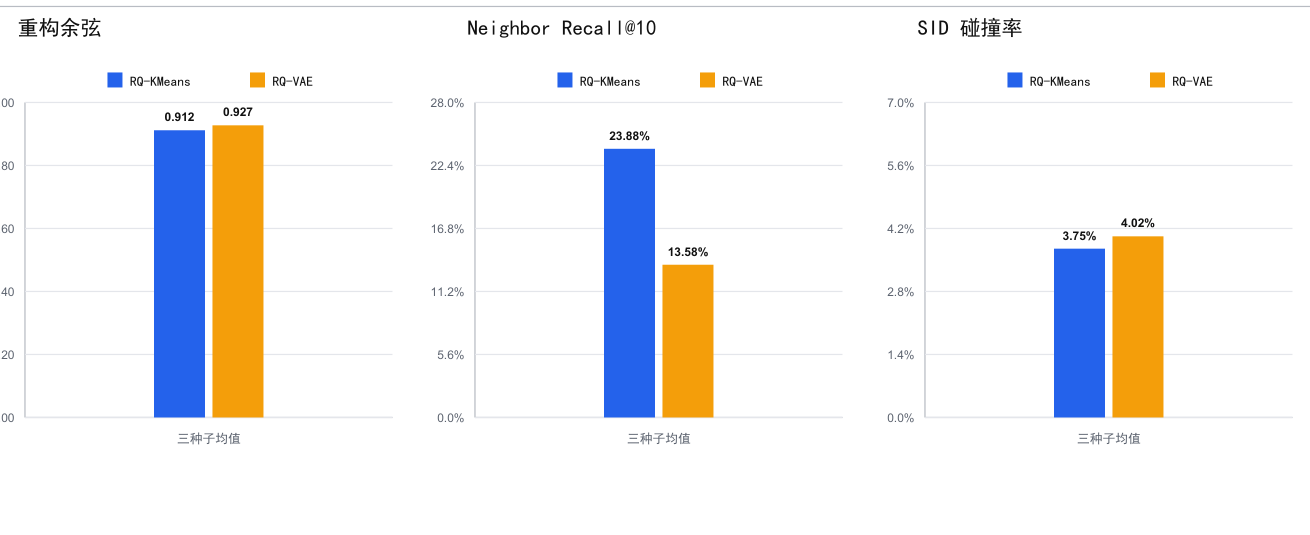 重构余弦
RQ-KMeans RQ-VAE
00
80
60
40
20
00
0.912
0.927
三种子均值
Neighbor Recall@10
RQ-KMeans RQ-VAE
28.0%
22.4%
16.8%
11.2%
5.6%
0.0%
23.88%
13.58%
三种子均值
SID 碰撞率
RQ-KMeans RQ-VAE
7.0%
5.6%
4.2%
2.8%
1.4%
0.0%
3.75%
4.02%
三种子均值